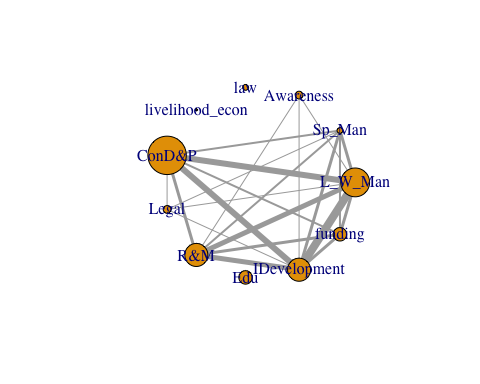 law
Awareness
livelihood_econ
Sp_Man
ConD&P
L_W_Man
Legal
funding
R&M
IDevelopment
Edu